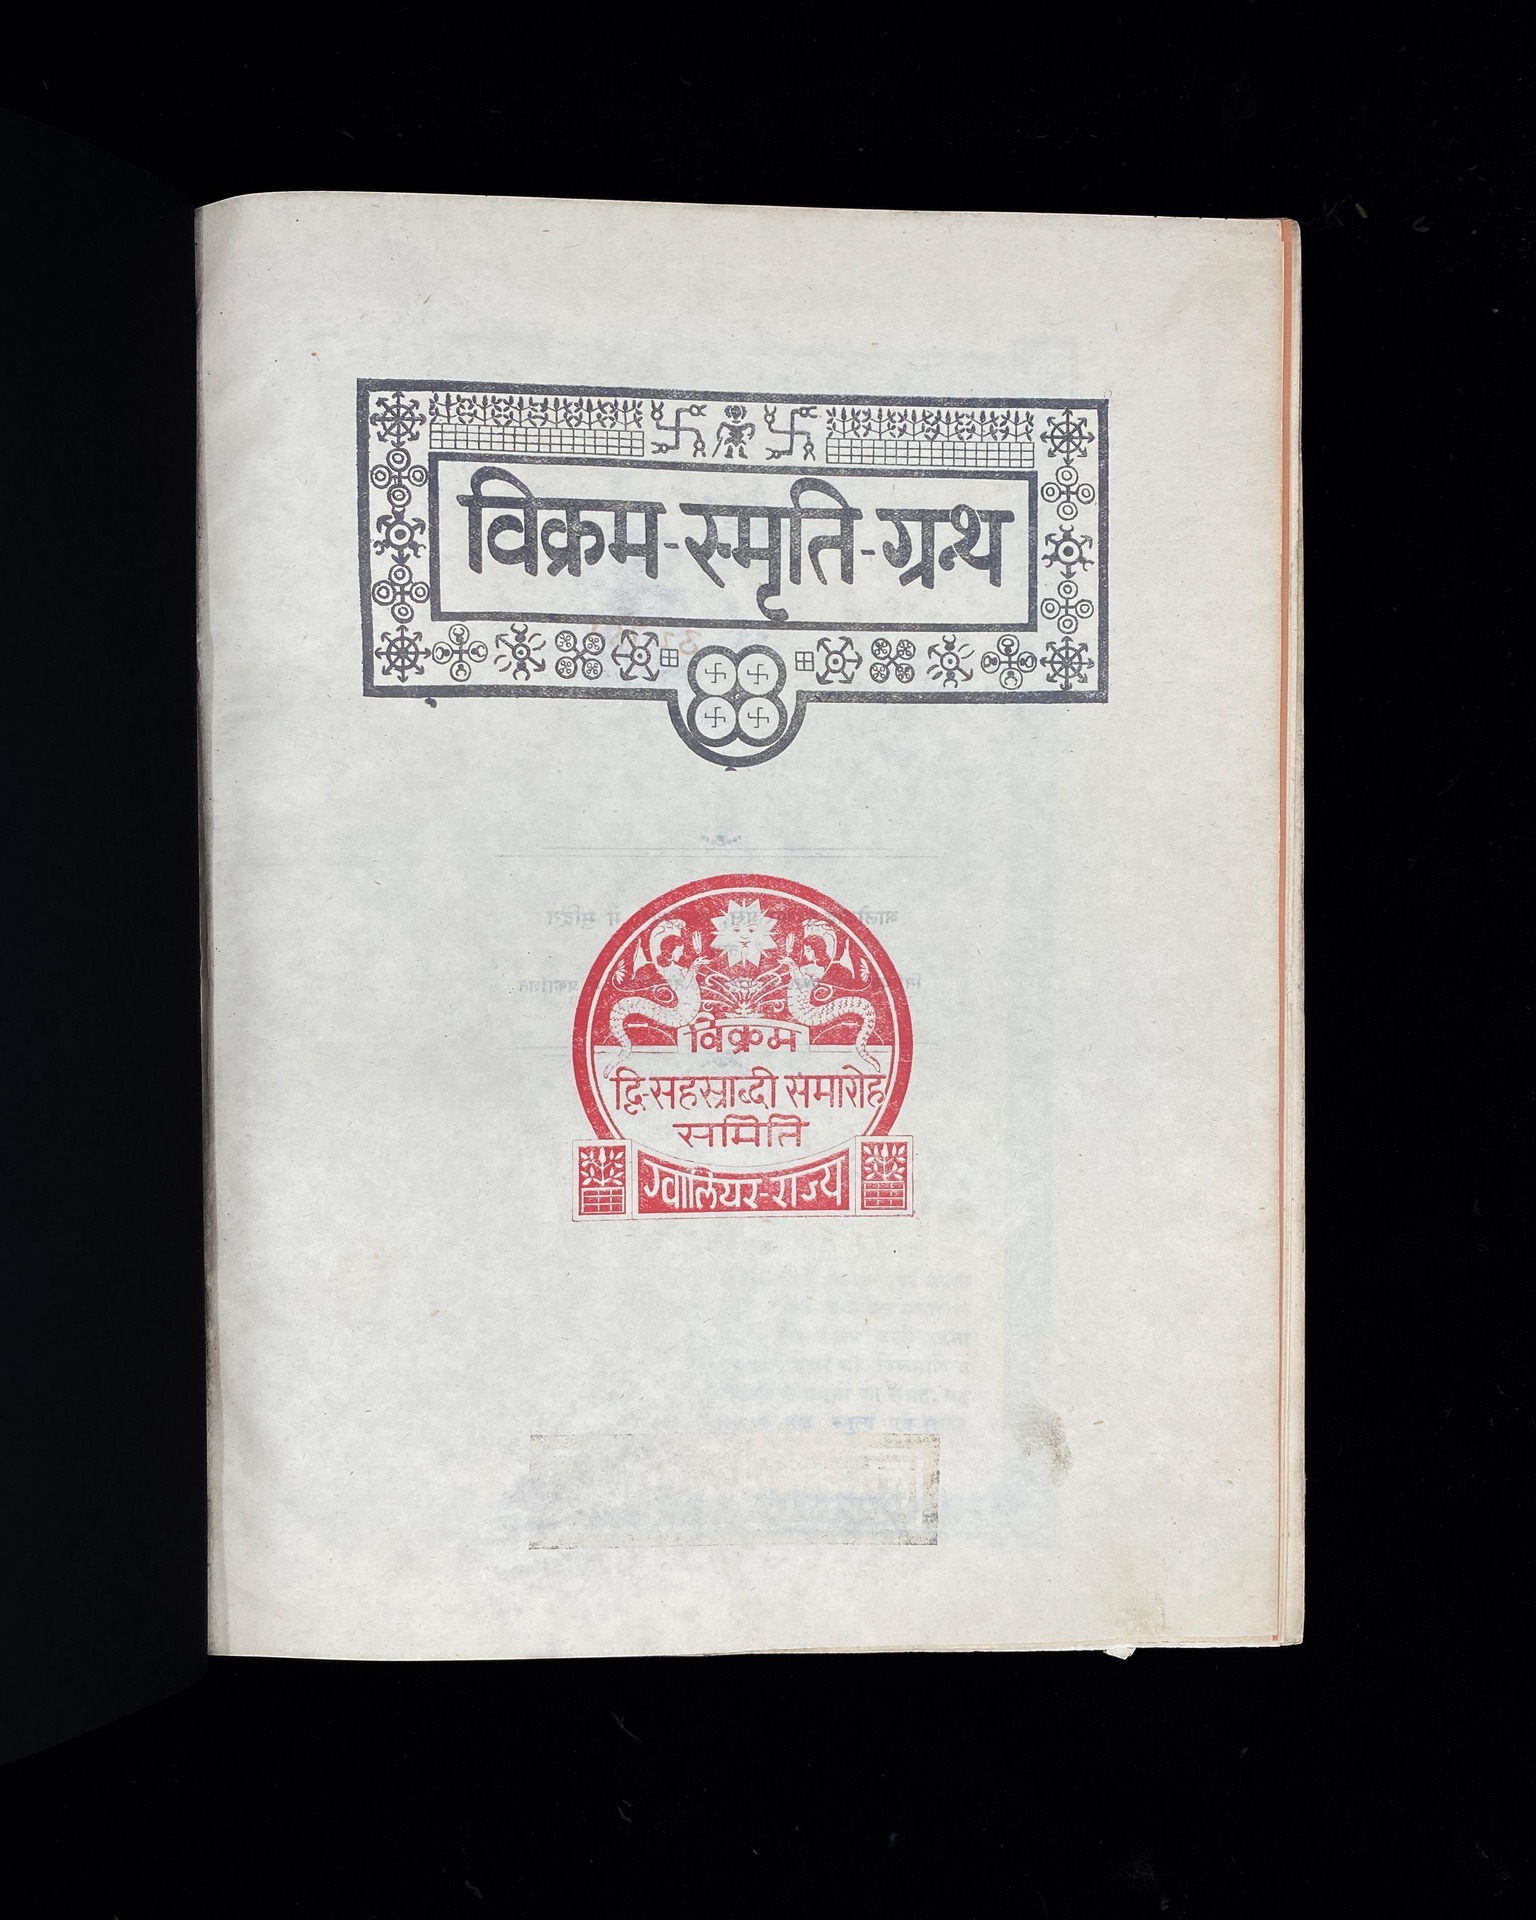 विक्रम-स्मृति-ग्रन्थ
विक्रम
द्वि-सहस्राब्दी समारोह
समिति
ग्वालियर-राज्य